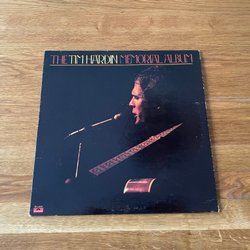 THE TIM HARDIN MEMORIAL ALBUM